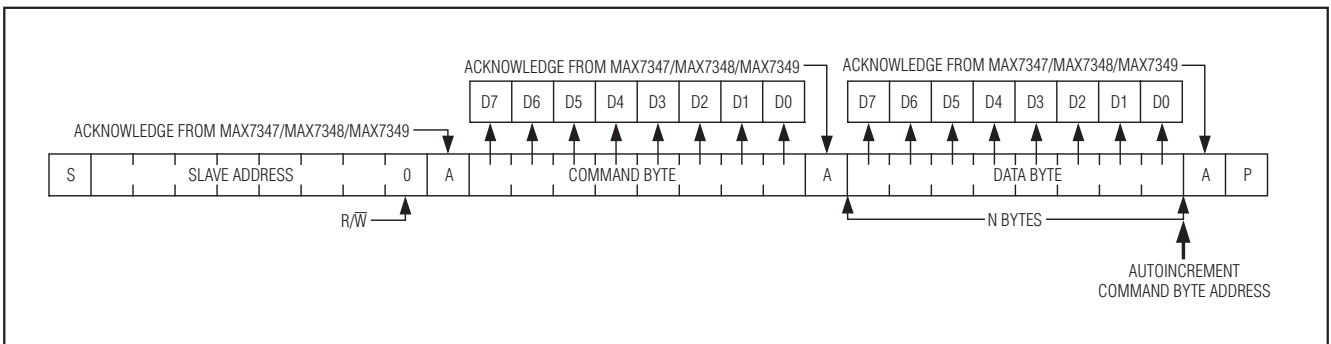 ACKNOWLEDGE FROM MAX7347/MAX7348/MAX7349
ACKNOWLEDGE FROM MAX7347/MAX7348/MAX7349
D7 D6 D5 D4 D3 D2 D1 D0
D7 D6 D5 D4 D3 D2 D1 D0
ACKNOWLEDGE FROM MAX7347/MAX7348/MAX7349
S SLAVE ADDRESS 0 A COMMAND BYTE A DATA BYTE A P
R/W̅
N BYTES
AUTOINCREMENT
COMMAND BYTE ADDRESS